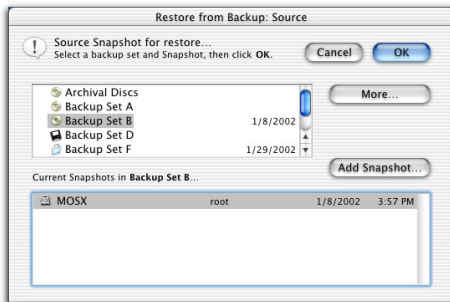 Restore from Backup: Source
Source Snapshot for restore...
Select a backup set and Snapshot, then click OK.
Cancel
OK
Archival Discs
Backup Set A
Backup Set B 1/8/2002
Backup Set D
Backup Set F 1/29/2002
More...
Add Snapshot...
Current Snapshots in Backup Set B...
MOSX root 1/8/2002 3:57 PM